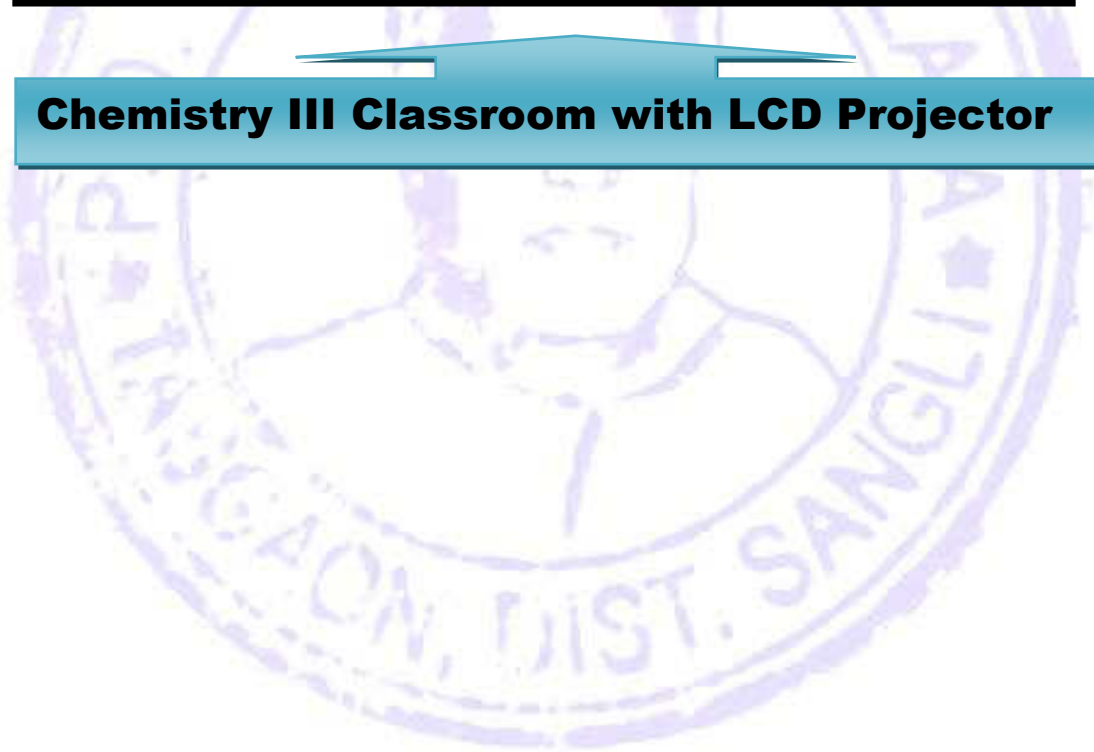 Chemistry III Classroom with LCD Projector
TASGAON, DIST. SANGLI